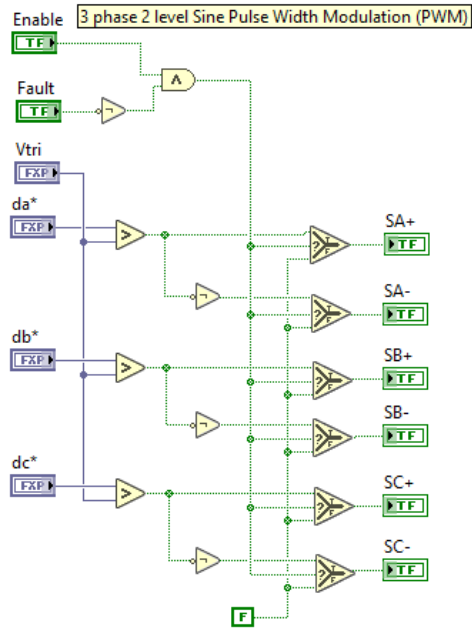 Enable
3 phase 2 level Sine Pulse Width Modulation (PWM)
TF
Fault
TF
Vtri
FXP
da*
FXP
>
SA+
? T F
TF
SA-
? T F
TF
db*
FXP
>
SB+
? T F
TF
SB-
? T F
TF
dc*
FXP
>
SC+
? T F
TF
SC-
? T F
TF
F